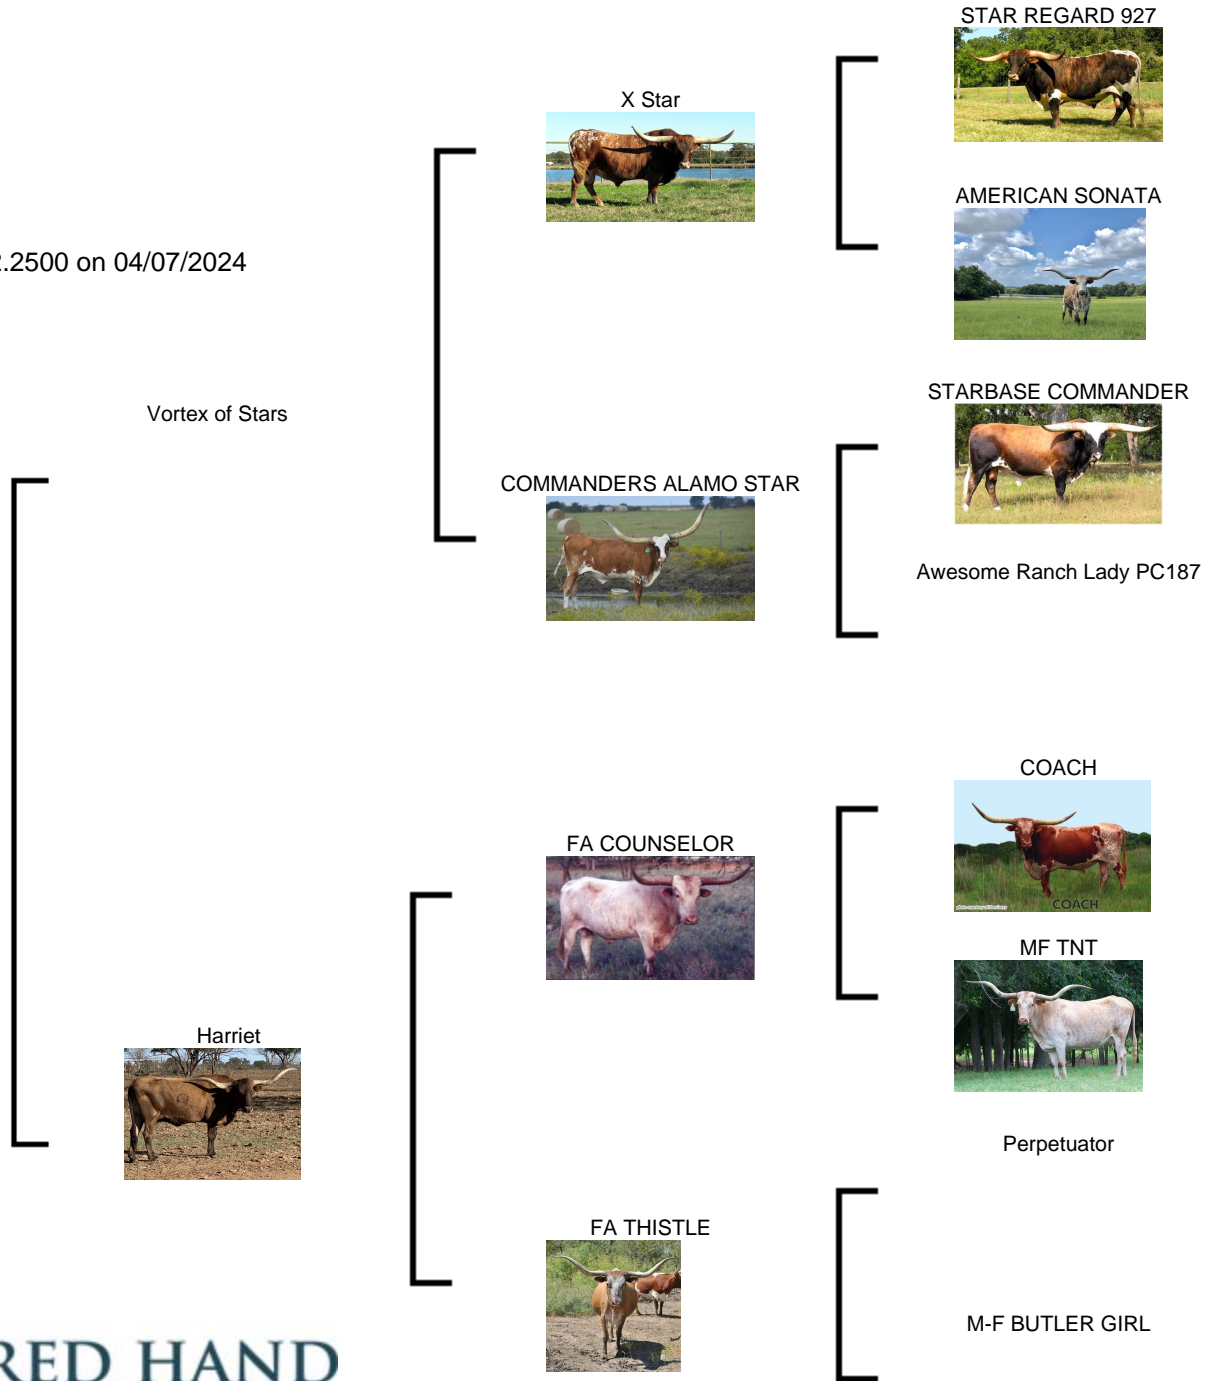 STAR REGARD 927
X Star
AMERICAN SONATA
2.2500 on 04/07/2024
STARBASE COMMANDER
Vortex of Stars
COMMANDERS ALAMO STAR
Awesome Ranch Lady PC187
COACH
FA COUNSELOR
COACH
MF TNT
Harriet
Perpetuator
FA THISTLE
M-F BUTLER GIRL
RED HAND